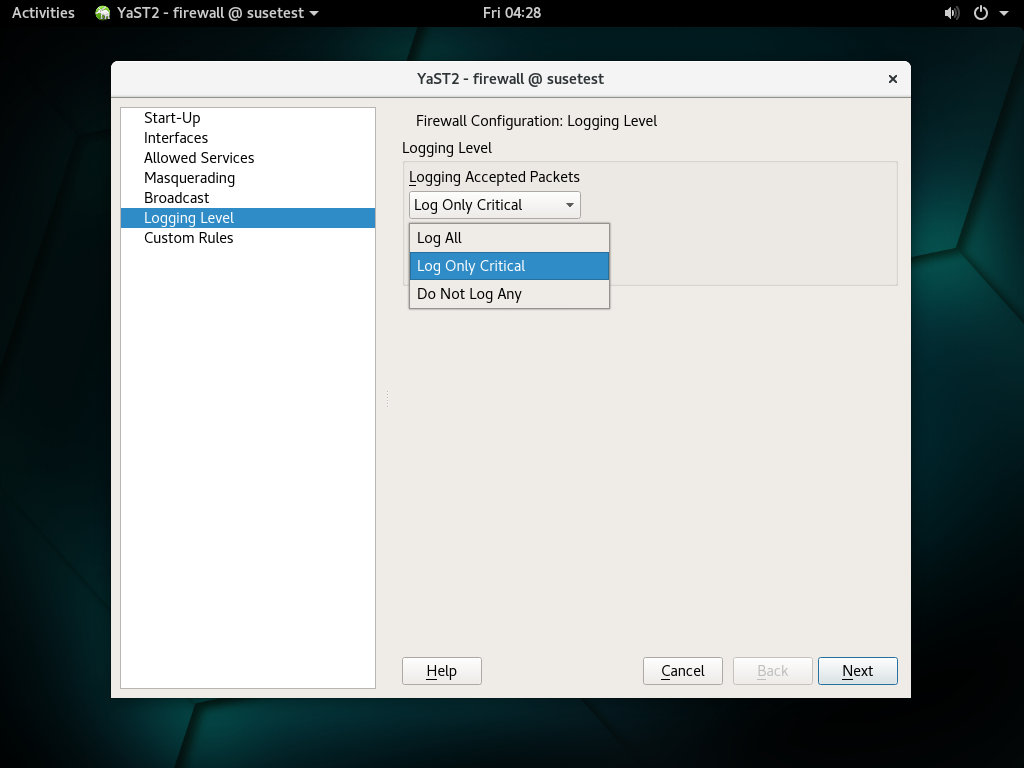 Activities YaST2 - firewall @ susetest Fri 04:28
YaST2 - firewall @ susetest
Start-Up
Interfaces
Allowed Services
Masquerading
Broadcast
Logging Level
Custom Rules
Firewall Configuration: Logging Level
Logging Level
Logging Accepted Packets
Log Only Critical
Log All
Log Only Critical
Do Not Log Any
Help Cancel Back Next